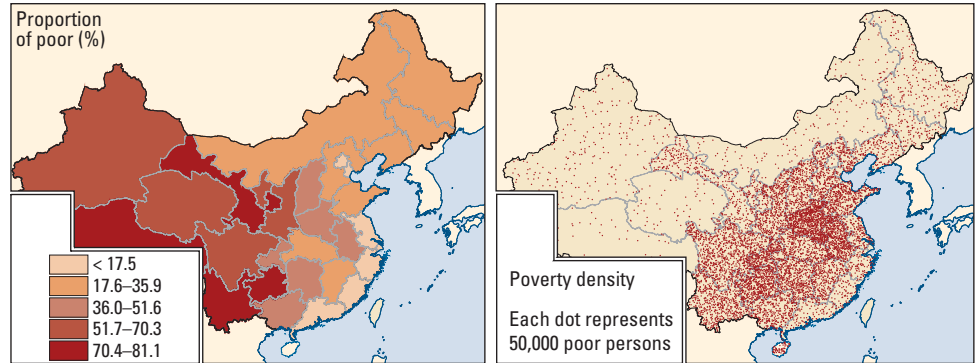 Proportion
of poor (%)
< 17.5
17.6–35.9
36.0–51.6
51.7–70.3
70.4–81.1
Poverty density
Each dot represents
50,000 poor persons